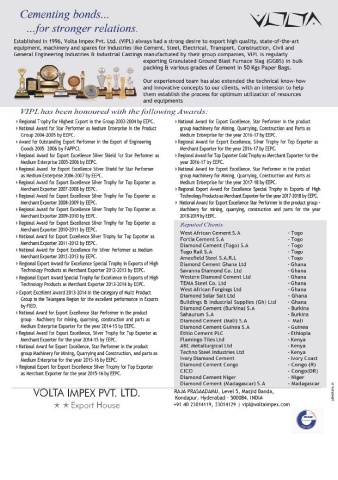 Cementing bonds...
...for stronger relations.
VOLTA
Established in 1996, Volta Impex Pvt. Ltd. (VIPL) always had a strong desire to export high quality, state-of-the-art
equipment, machinery and spares for industries like Cement, Steel, Electrical, Transport, Construction, Civil and
General Engineering Industries & Industrial Castings manufactured by their group companies, VIPL is regularly
exporting Granulated Ground Blast Furnace Slag (GGBS) in bulk
packing & various grades of Cement in 50 Kgs Paper Bags.
Our experienced team has also extended the technical know-how
and innovative concepts to our clients, with an intension to help
them establish the process for optimum utilization of resources
and equipments
VIPL has been honoured with the following Awards:
Regional Trophy for Highest Export in the Group 2003-2004 by EEPC.
National Award for Star Performer as Medium Enterprise in the Product
Group 2004-2005 by EEPC.
Award for Outstanding Export Performer in the Export of Engineering
Goods 2005- 2006 by FAPPCI.
Regional Award for Export Excellence Silver Shield for Star Performer as
Medium Enterprise 2005-2006 by EEPC.
Regional Award for Export Excellence Silver Shield for Star Performer
as Medium Enterprise 2006-2007 by EEPC.
Regional Award for Export Excellence Silver Trophy for Top Exporter as
Merchant Exporter 2007-2008 by EEPC.
Regional Award for Export Excellence Silver Trophy for Top Exporter as
Merchant Exporter 2008-2009 by EEPC.
Regional Award for Export Excellence Silver Trophy for Top Exporter as
Merchant Exporter 2009-2010 by EEPC.
Regional Award for Export Excellence Silver Trophy for Top Exporter as
Merchant Exporter 2010-2011 by EEPC.
National Award for Export Excellence Silver Trophy for Top Exporter as
Merchant Exporter 2011-2012 by EEPC.
National Award for Export Excellence for Silver Performer as Medium
Merchant Exporter 2012-2013 by EEPC.
Regional Export Award for Excellence Special Trophy in Exports of High
Technology Products as Merchant Exporter 2012-2013 by EEPC.
Regional Export Award Special Trophy for Excellence in Exports of High
Technology Products as Merchant Exporter 2013-2014 by EEPC.
Export Excellent Award 2013-2014 in the category of Multi Product
Group in the Telangana Region for the excellent performance in Exports
by FIEO.
National Award for Export Excellence Star Performer in the product
group - Machinery for mining, quarrying, construction and parts as
Medium Enterprise Exporter for the year 2014-15 by EEPC.
Regional Award for Export Excellence, Silver Trophy for Top Exporter as
Merchant Exporter for the year 2014-15 by EEPC.
National Award for Export Excellence, Star Performer in the product
group Machinery for Mining, Quarrying and Construction, and parts as
Medium Enterprise for the year 2015-16 by EEPC.
Regional Export for Export Excellence Silver Trophy for Top Exporter
as Merchant Exporter for the year 2015-16 by EEPC.
National Award for Export Excellence, Star Performer in the product
group Machinery for Mining, Quarrying, Construction and Parts as
Medium Enterprise for the year 2016-17 by EEPC.
Regional Award for Export Excellence, Silver Trophy for Top Exporter as
Merchant Exporter for the year 2016-17 by EEPC.
Regional Award for Top Exporter Gold Trophy as Merchant Exporter for the
year 2016-17 by EEPC.
National Award for Export Excellence, Star Performer in the product
group Machinery for Mining, Quarrying, Construction and Parts as
Medium Enterprise for the year 2017-18 by EEPC.
Regional Export Award for Excellence Special Trophy in Exports of High
Technology Products as Merchant Exporter for the year 2017-2018 by EEPC.
National Award for Export Excellence Star Performer in the product group -
Machinery for mining, quarrying, construction and parts for the year
2018-2019 by EEPC.
Reputed Clients
West African Cement S.A - Togo
Fortia Cement S.A - Togo
Diamond Cement (Togo) S.A - Togo
Togo Rail S.A - Togo
Amerffeld Steel S.A.R.L - Togo
Diamond Cement Ghana Ltd - Ghana
Savanna Diamond Co. Ltd - Ghana
Western Diamond Cement Ltd - Ghana
TEMA Steel Co. Ltd - Ghana
West African Forgings Ltd - Ghana
Diamond Solar Salt Ltd - Ghana
Buildings & Industrial Supplies (Gh) Ltd - Ghana
Diamond Cement (Burkina) S.A - Burkina
Sahacrum S.A - Burkina
Diamond Cement (Mali) S.A - Mali
Diamond Cement Guinea S.A - Guinea
Ethio Cement PLC - Ethiopia
Flamingo Tiles Ltd - Kenya
ABC Metallurgical Ltd - Kenya
Techno Steel Industries Ltd - Kenya
Ivory Diamond Cement - Ivory Coast
Diamond Cement Congo - Congo (R)
CICO - Congo(DR)
Diamond Cement Niger - Niger
Diamond Cement (Madagascar) S.A - Madagascar
VOLTA IMPEX PVT. LTD.
★ ★ Export House
RAJA PRAASADAMU, Level 5, Masjid Banda,
Kondapur, Hyderabad - 500084. INDIA
+91 40 23014119, 23014129 | vipl@voltaimpex.com